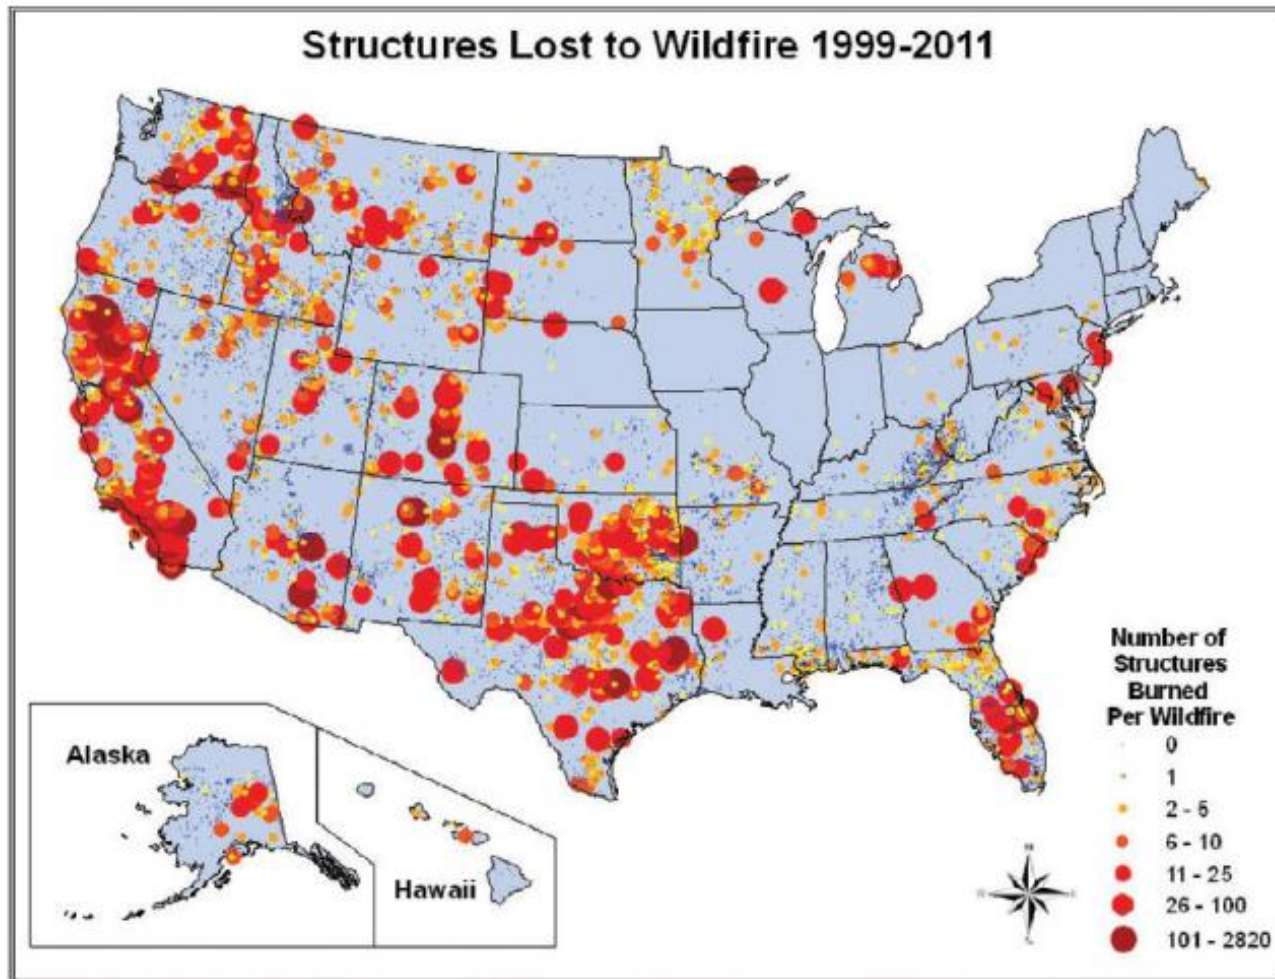 Structures Lost to Wildfire 1999-2011
Alaska
Hawaii
Number of
Structures
Burned
Per Wildfire
0
1
2 - 5
6 - 10
11 - 25
26 - 100
101 - 2820
N